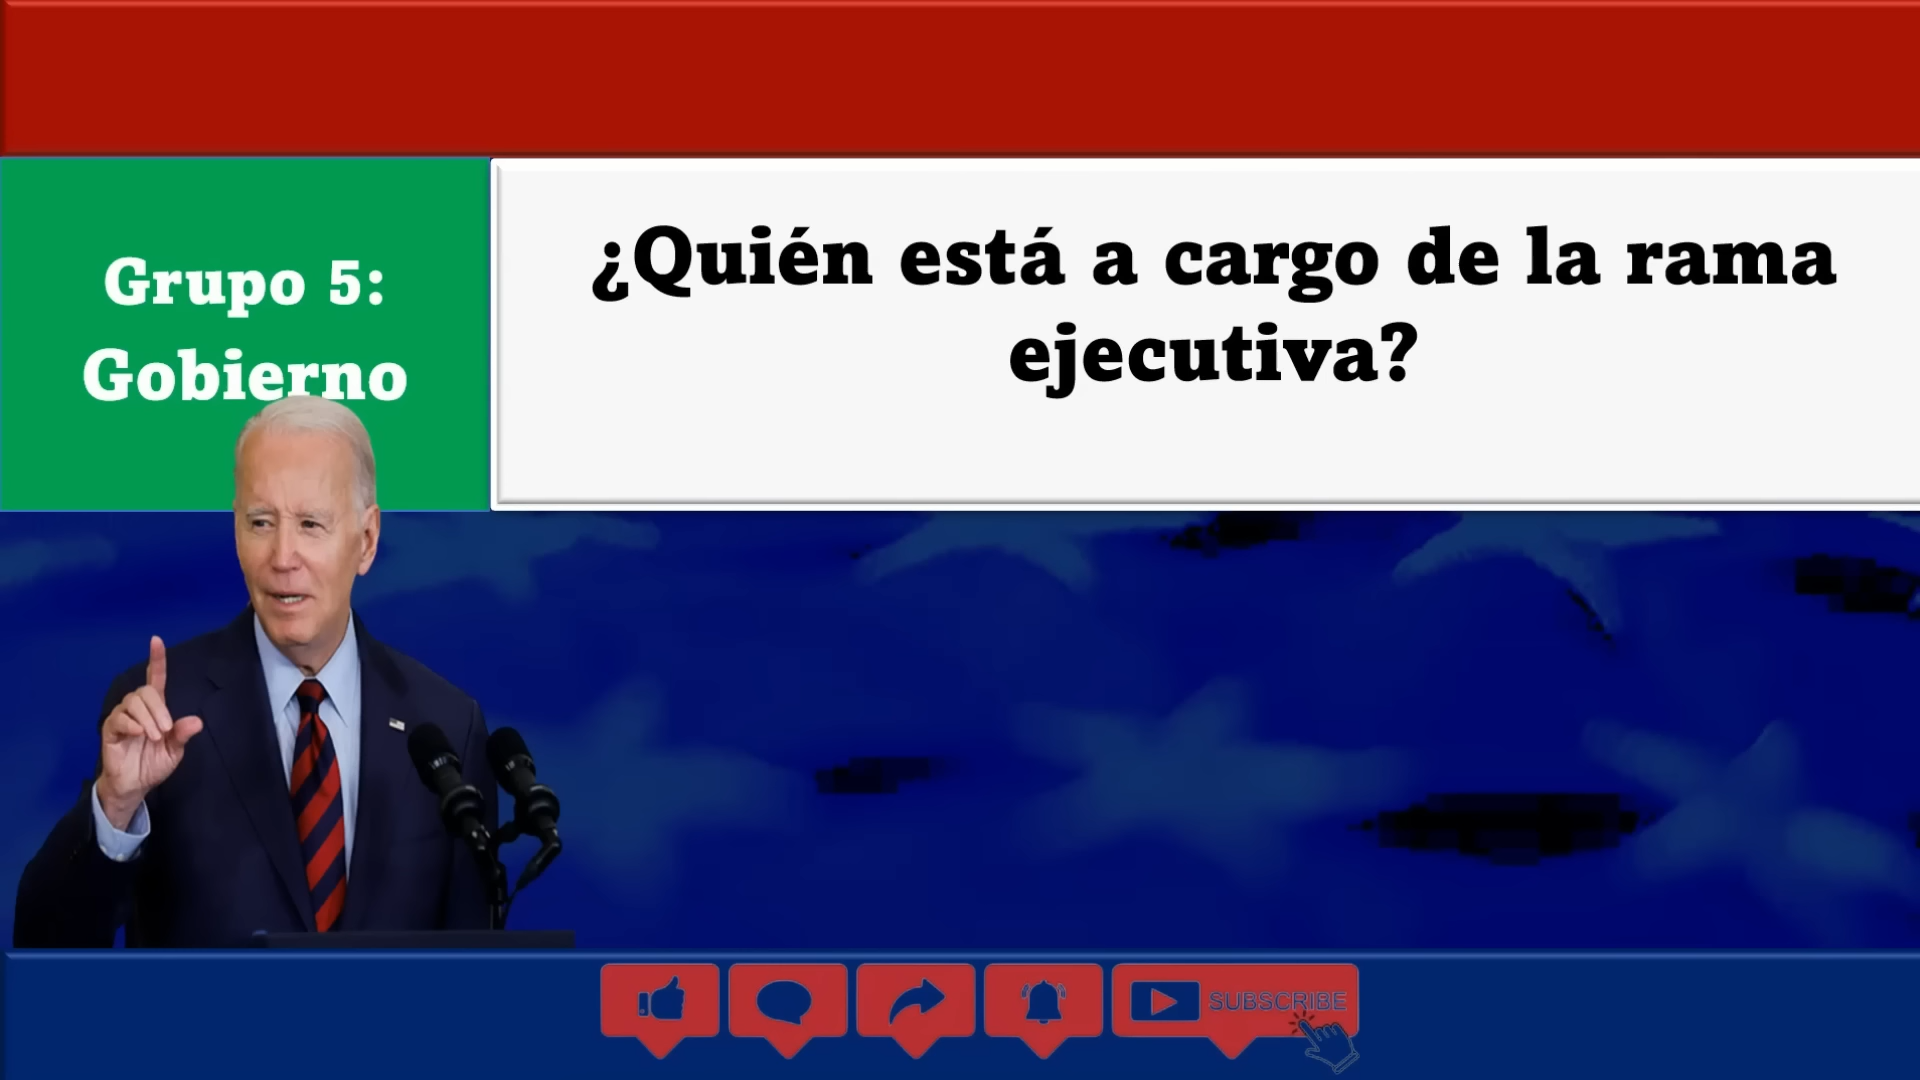 Grupo 5:
Gobierno
¿Quién está a cargo de la rama
ejecutiva?
SUBSCRIBE